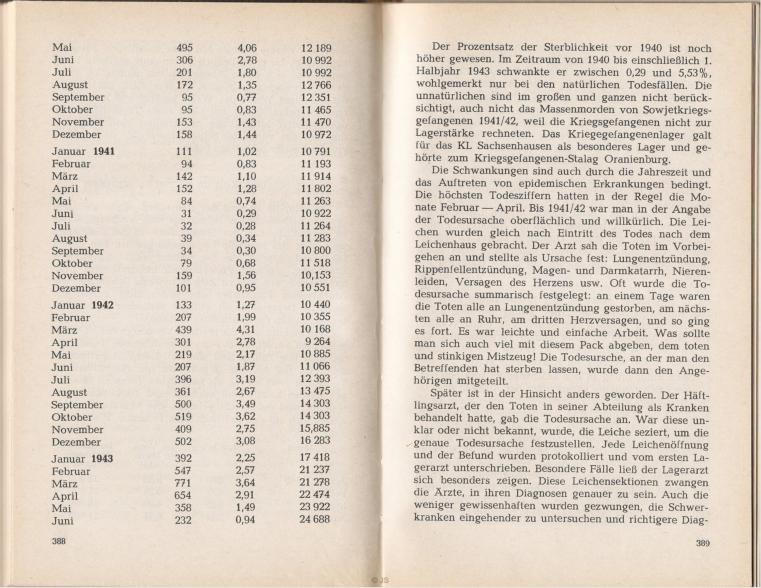 Mai 495 4,06 12 189
Juni 306 2,78 10 992
Juli 201 1,80 10 992
August 172 1,35 12 766
September 95 0,77 12 351
Oktober 95 0,83 11 465
November 153 1,43 11 470
Dezember 158 1,44 10 972
Januar 1941 111 1,02 10 791
Februar 94 0,83 11 193
März 142 1,10 11 914
April 152 1,28 11 802
Mai 84 0,74 11 263
Juni 31 0,29 10 922
Juli 32 0,28 11 264
August 39 0,34 11 283
September 34 0,30 10 800
Oktober 79 0,68 11 518
November 159 1,56 10,153
Dezember 101 0,95 10 551
Januar 1942 133 1,27 10 440
Februar 207 1,99 10 355
März 439 4,31 10 168
April 301 2,78 9 264
Mai 219 2,17 10 885
Juni 207 1,87 11 066
Juli 396 3,19 12 393
August 361 2,67 13 475
September 500 3,49 14 303
Oktober 519 3,62 14 303
November 409 2,75 15,885
Dezember 502 3,08 16 283
Januar 1943 392 2,25 17 418
Februar 547 2,57 21 237
März 771 3,64 21 278
April 654 2,91 22 474
Mai 358 1,49 23 922
Juni 232 0,94 24 688
388
Der Prozentsatz der Sterblichkeit vor 1940 ist noch
höher gewesen. Im Zeitraum von 1940 bis einschließlich 1.
Halbjahr 1943 schwankte er zwischen 0,29 und 5,53%,
wohlgemerkt nur bei den natürlichen Todesfällen. Die
unnatürlichen sind im großen und ganzen nicht berück-
sichtigt, auch nicht das Massenmorden von Sowjetkriegs-
gefangenen 1941/42, weil die Kriegsgefangenen nicht zur
Lagerstärke rechneten. Das Kriegegefangenenlager galt
für das KL Sachsenhausen als besonderes Lager und ge-
hörte zum Kriegsgefangenen-Stalag Oranienburg.
Die Schwankungen sind auch durch die Jahreszeit und
das Auftreten von epidemischen Erkrankungen bedingt.
Die höchsten Todesziffern hatten in der Regel die Mo-
nate Februar — April. Bis 1941/42 war man in der Angabe
der Todesursache oberflächlich und willkürlich. Die Lei-
chen wurden gleich nach Eintritt des Todes nach dem
Leichenhaus gebracht. Der Arzt sah die Toten im Vorbei-
gehen an und stellte als Ursache fest: Lungenentzündung,
Rippenfellentzündung, Magen- und Darmkatarrh, Nieren-
leiden, Versagen des Herzens usw. Oft wurde die To-
desursache summarisch festgelegt: an einem Tage waren
die Toten alle an Lungenentzündung gestorben, am nächs-
ten alle an Ruhr, am dritten Herzversagen, und so ging
es fort. Es war leichte und einfache Arbeit. Was sollte
man sich auch viel mit diesem Pack abgeben, dem toten
und stinkigen Mistzeug! Die Todesursche, an der man den
Betreffenden hat sterben lassen, wurde dann den Ange-
hörigen mitgeteilt.
Später ist in der Hinsicht anders geworden. Der Häft-
lingsarzt, der den Toten in seiner Abteilung als Kranken
behandelt hatte, gab die Todesursache an. War diese un-
klar oder nicht bekannt, wurde, die Leiche seziert, um die
genaue Todesursache festzustellen. Jede Leichenöffnung
und der Befund wurden protokolliert und vom ersten La-
gerarzt unterschrieben. Besondere Fälle ließ der Lagerarzt
sich besonders zeigen. Diese Leichensektionen zwangen
die Ärzte, in ihren Diagnosen genauer zu sein. Auch die
weniger gewissenhaften wurden gezwungen, die Schwer-
kranken eingehender zu untersuchen und richtigere Diag-
389
© JS